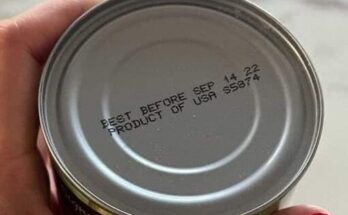 BEST BEFORE SEP 14 22
PRODUCT OF USA S5874